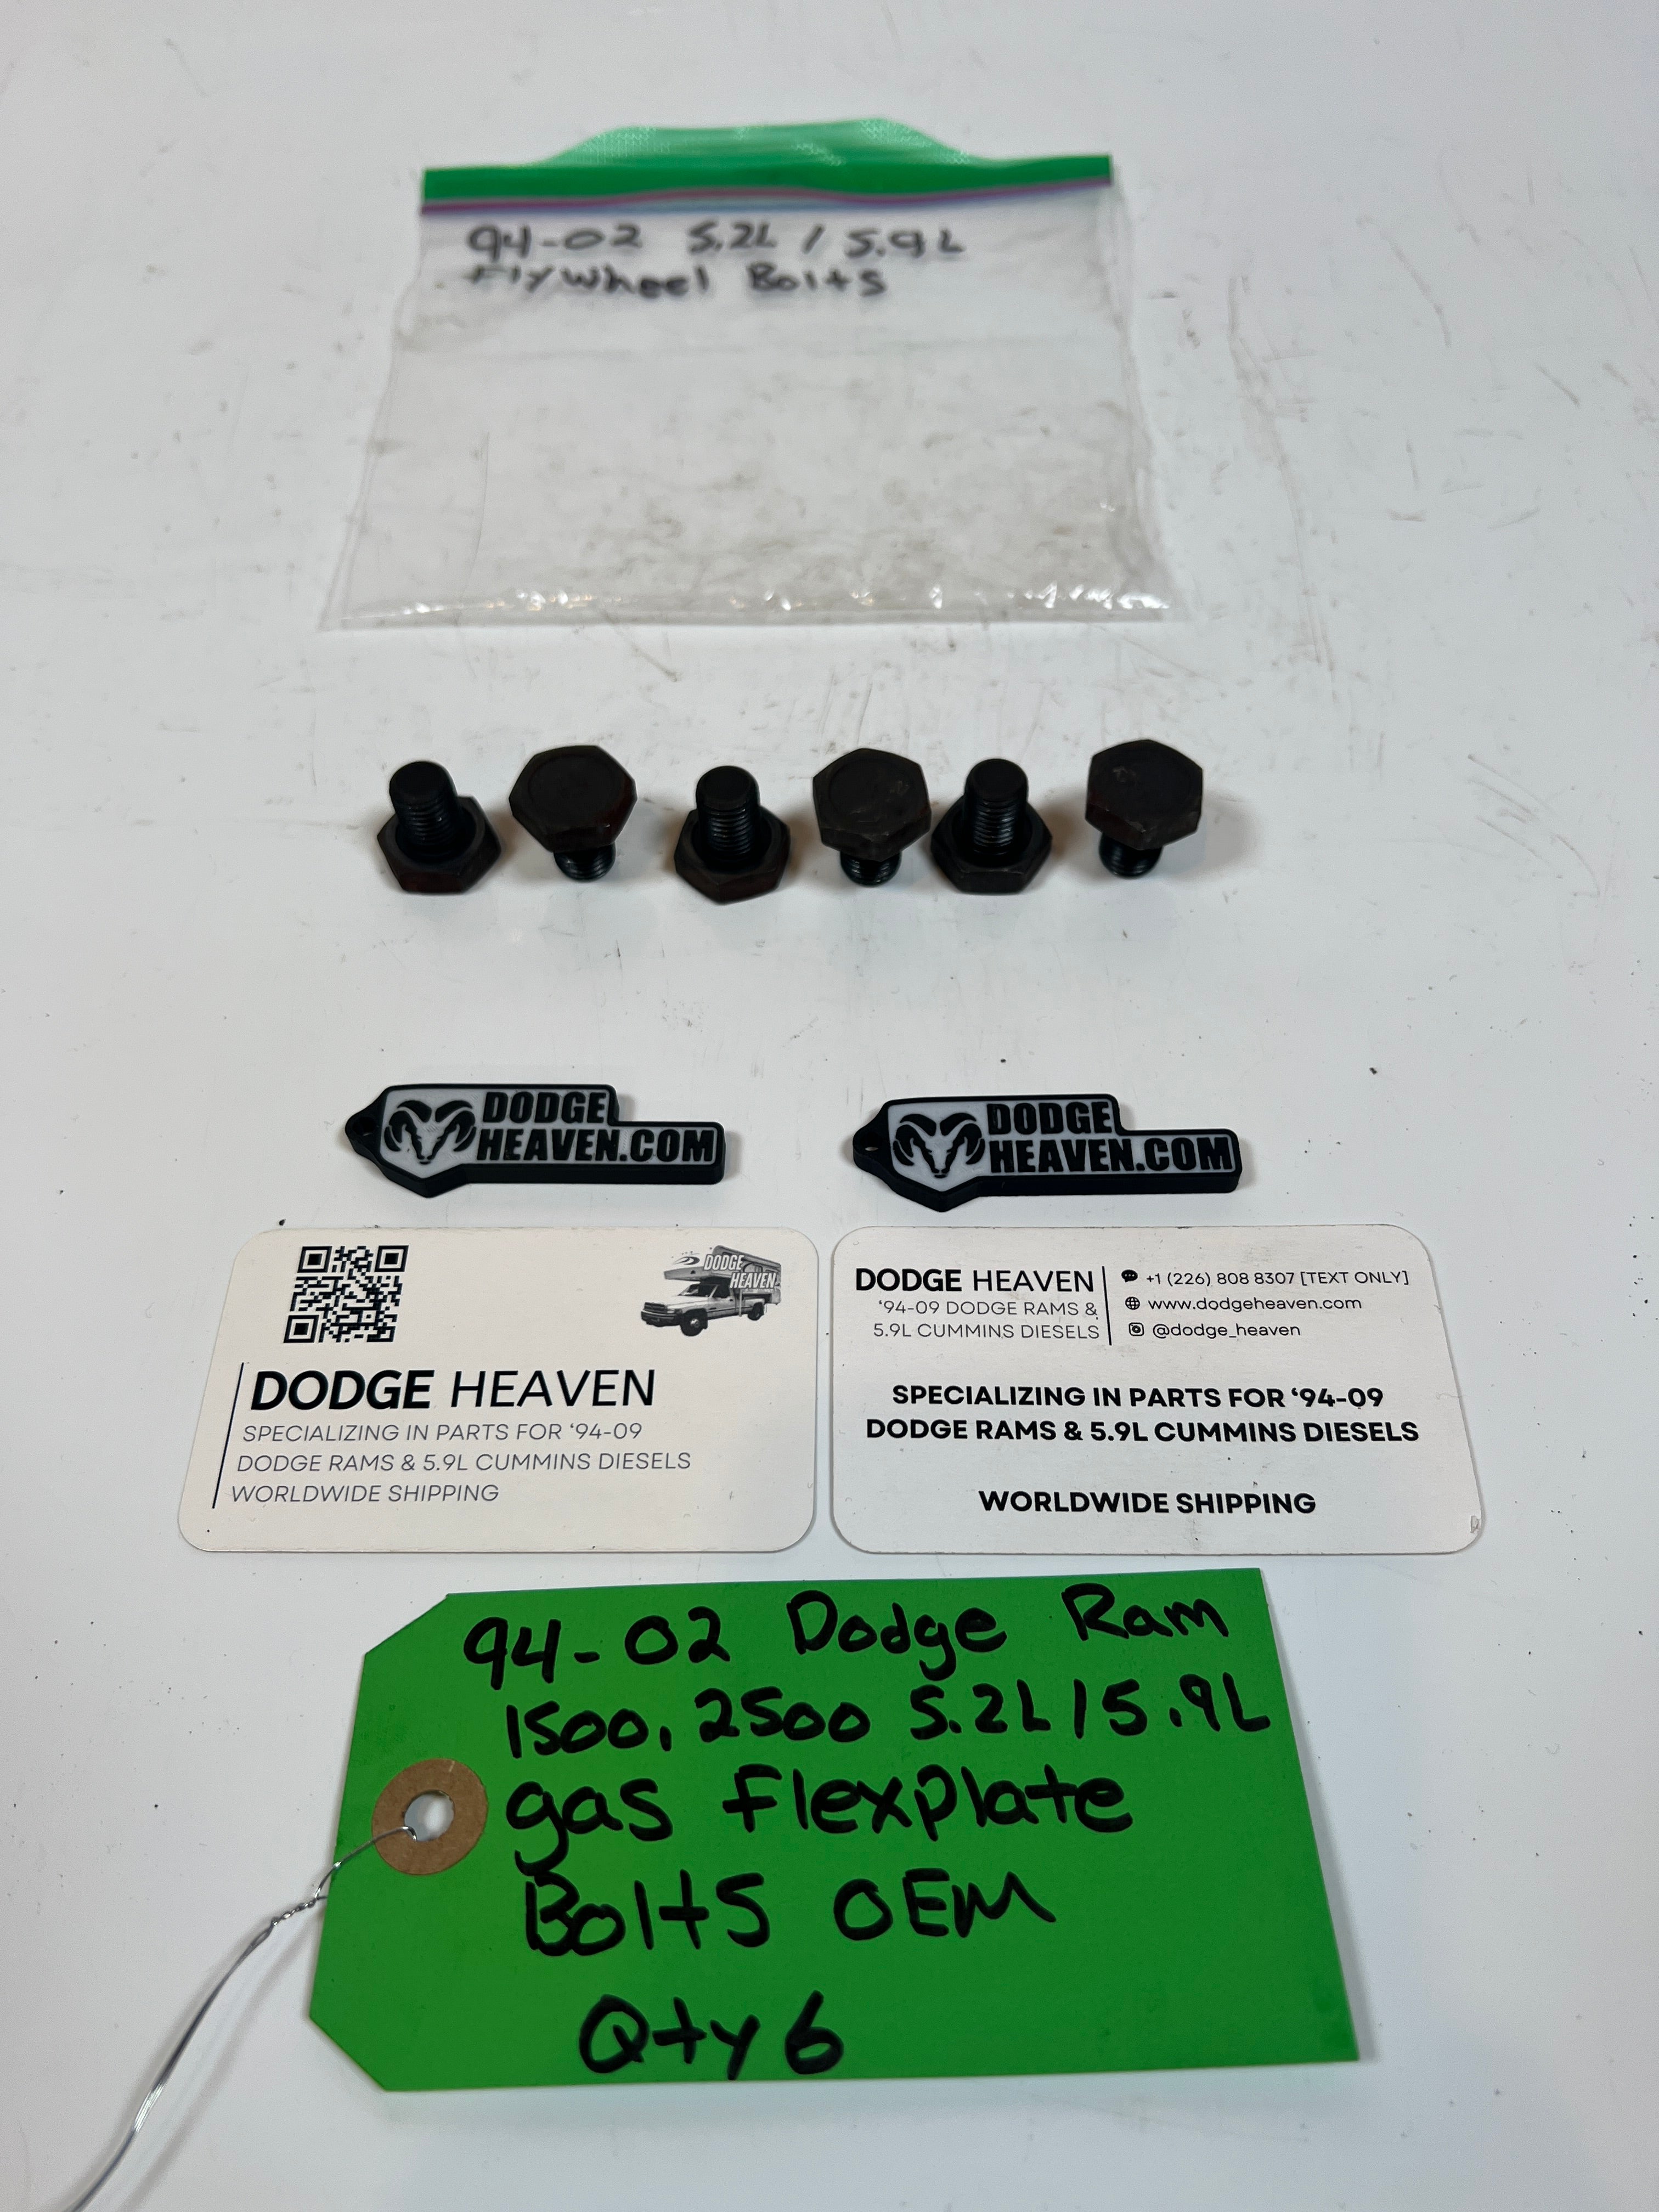 94-02 5.2L / 5.9L
Flywheel Bolts
DODGE
HEAVEN.COM
DODGE
HEAVEN.COM
DODGE
HEAVEN
DODGE HEAVEN
SPECIALIZING IN PARTS FOR ‘94-09
DODGE RAMS & 5.9L CUMMINS DIESELS
WORLDWIDE SHIPPING
DODGE HEAVEN
‘94-09 DODGE RAMS &
5.9L CUMMINS DIESELS
+1 (226) 808 8307 [TEXT ONLY]
www.dodgeheaven.com
@dodge_heaven
SPECIALIZING IN PARTS FOR ‘94-09
DODGE RAMS & 5.9L CUMMINS DIESELS
WORLDWIDE SHIPPING
94-02 Dodge Ram
1500, 2500 5.2L / 5.9L
gas Flexplate
Bolts OEM
Qty 6